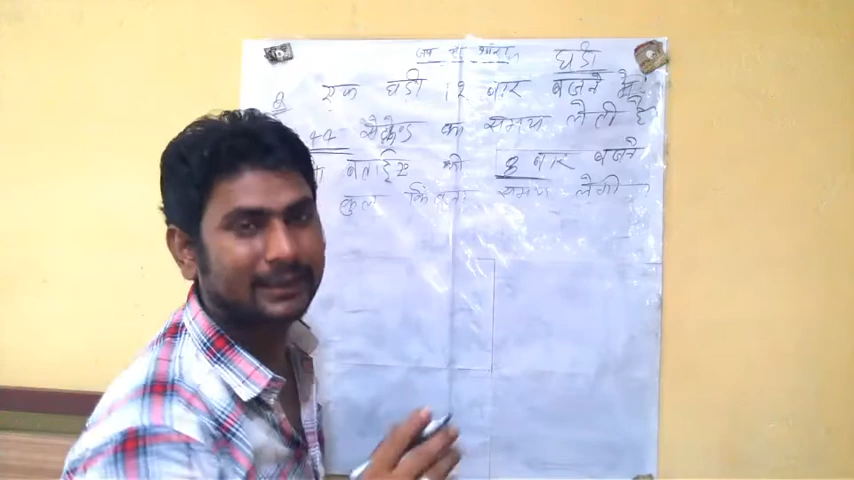 घडी
एक घडी 12 बार बजने में
44 सैकेण्ड का समय लेती है
बताईए की 8 बार बजने
कुल कितना समय लेगी ?